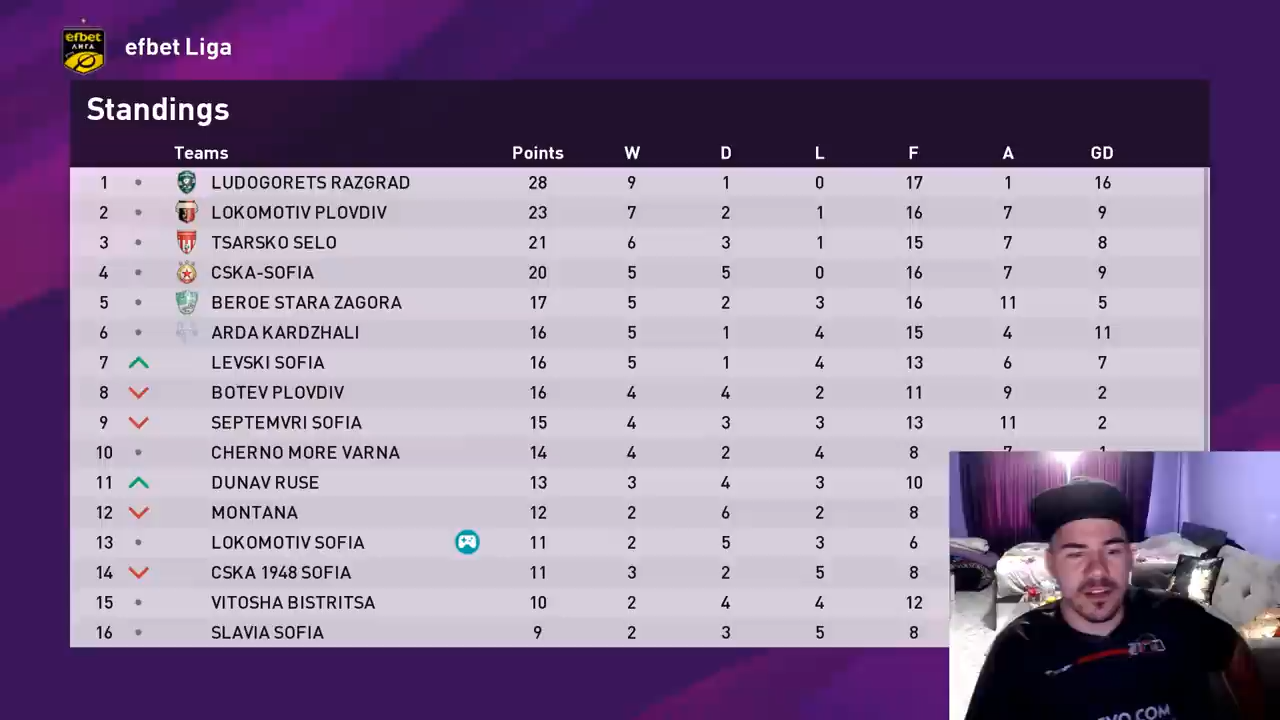 efbet
ЛИГА
efbet Liga
Standings
Teams Points W D L F A GD
1 LUDOGORETS RAZGRAD 28 9 1 0 17 1 16
2 LOKOMOTIV PLOVDIV 23 7 2 1 16 7 9
3 TSARSKO SELO 21 6 3 1 15 7 8
4 CSKA-SOFIA 20 5 5 0 16 7 9
5 BEROE STARA ZAGORA 17 5 2 3 16 11 5
6 ARDA KARDZHALI 16 5 1 4 15 4 11
7 LEVSKI SOFIA 16 5 1 4 13 6 7
8 BOTEV PLOVDIV 16 4 4 2 11 9 2
9 SEPTEMVRI SOFIA 15 4 3 3 13 11 2
10 CHERNO MORE VARNA 14 4 2 4 8 7 1
11 DUNAV RUSE 13 3 4 3 10
12 MONTANA 12 2 6 2 8
13 LOKOMOTIV SOFIA 11 2 5 3 6
14 CSKA 1948 SOFIA 11 3 2 5 8
15 VITOSHA BISTRITSA 10 2 4 4 12
16 SLAVIA SOFIA 9 2 3 5 8